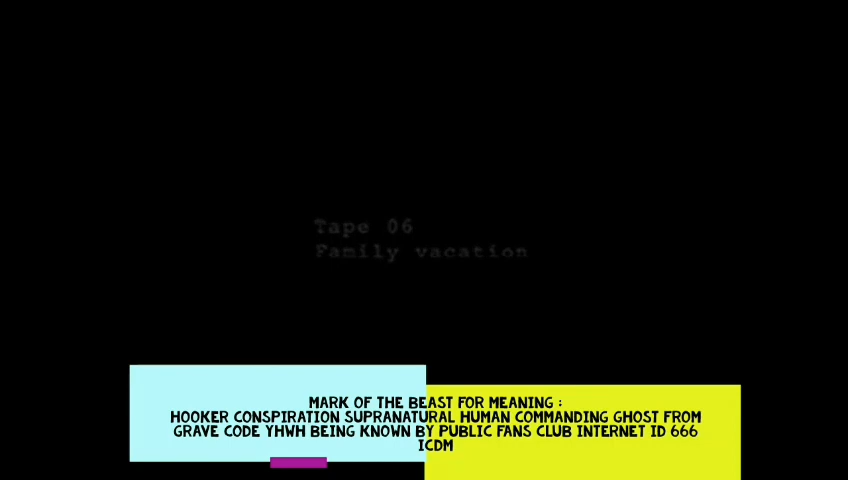 Tape 06
Family vacation
MARK OF THE BEAST FOR MEANING :
HOOKER CONSPIRATION SUPRANATURAL HUMAN COMMANDING GHOST FROM
GRAVE CODE YHWH BEING KNOWN BY PUBLIC FANS CLUB INTERNET ID 666
ICDM